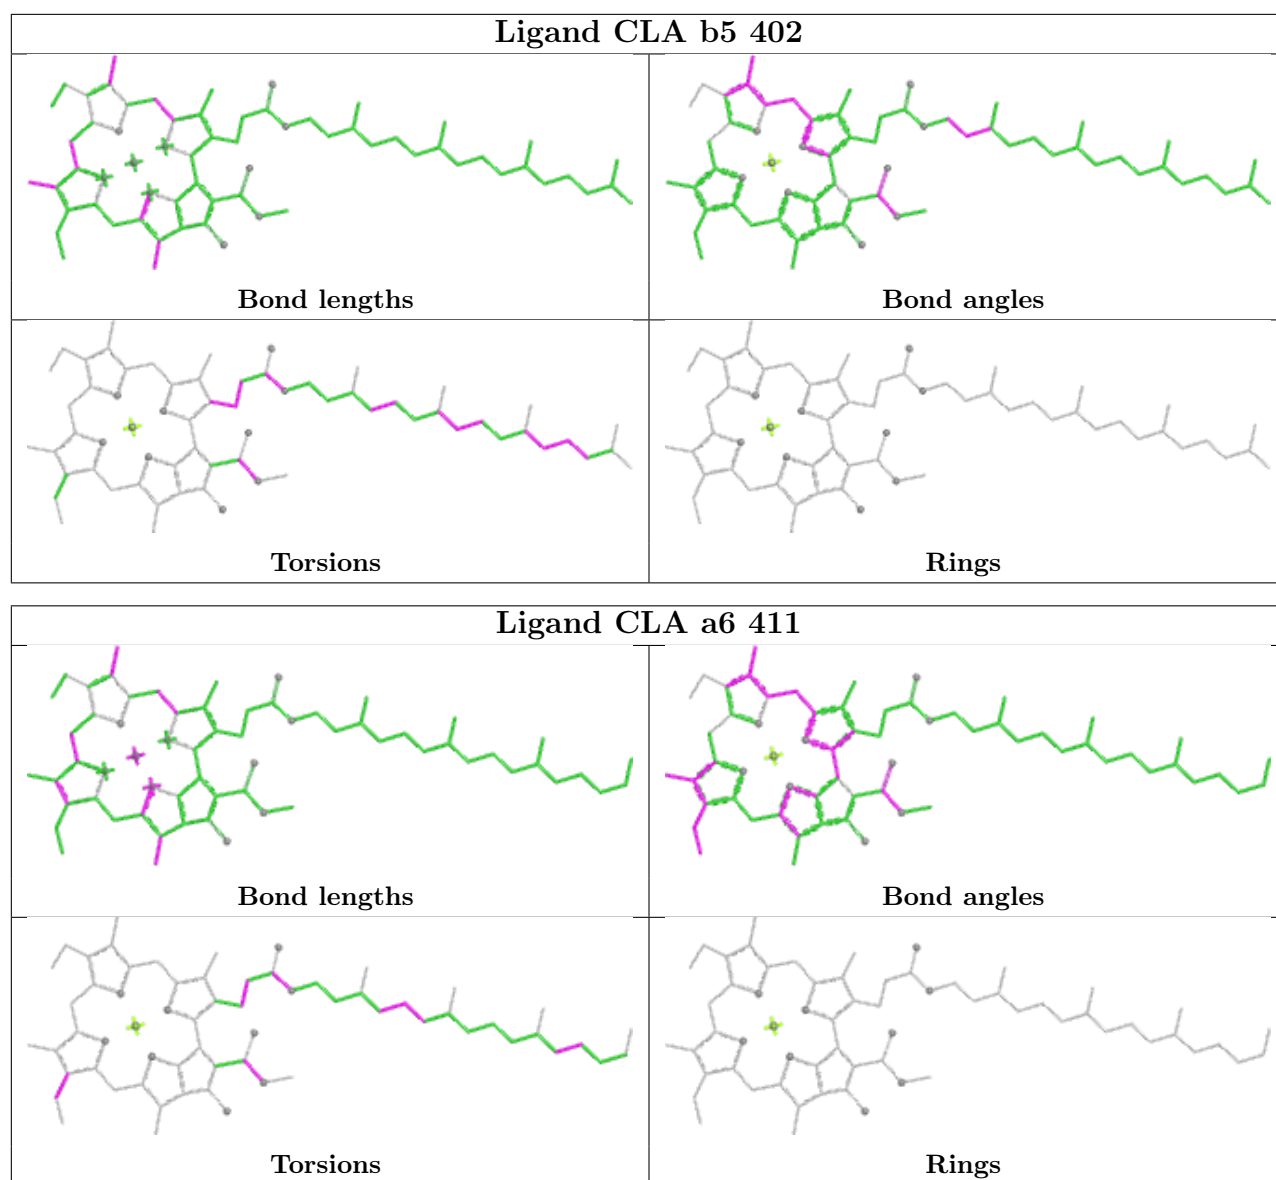 Ligand CLA b5 402
Bond lengths
Bond angles
Torsions
Rings
Ligand CLA a6 411
Bond lengths
Bond angles
Torsions
Rings